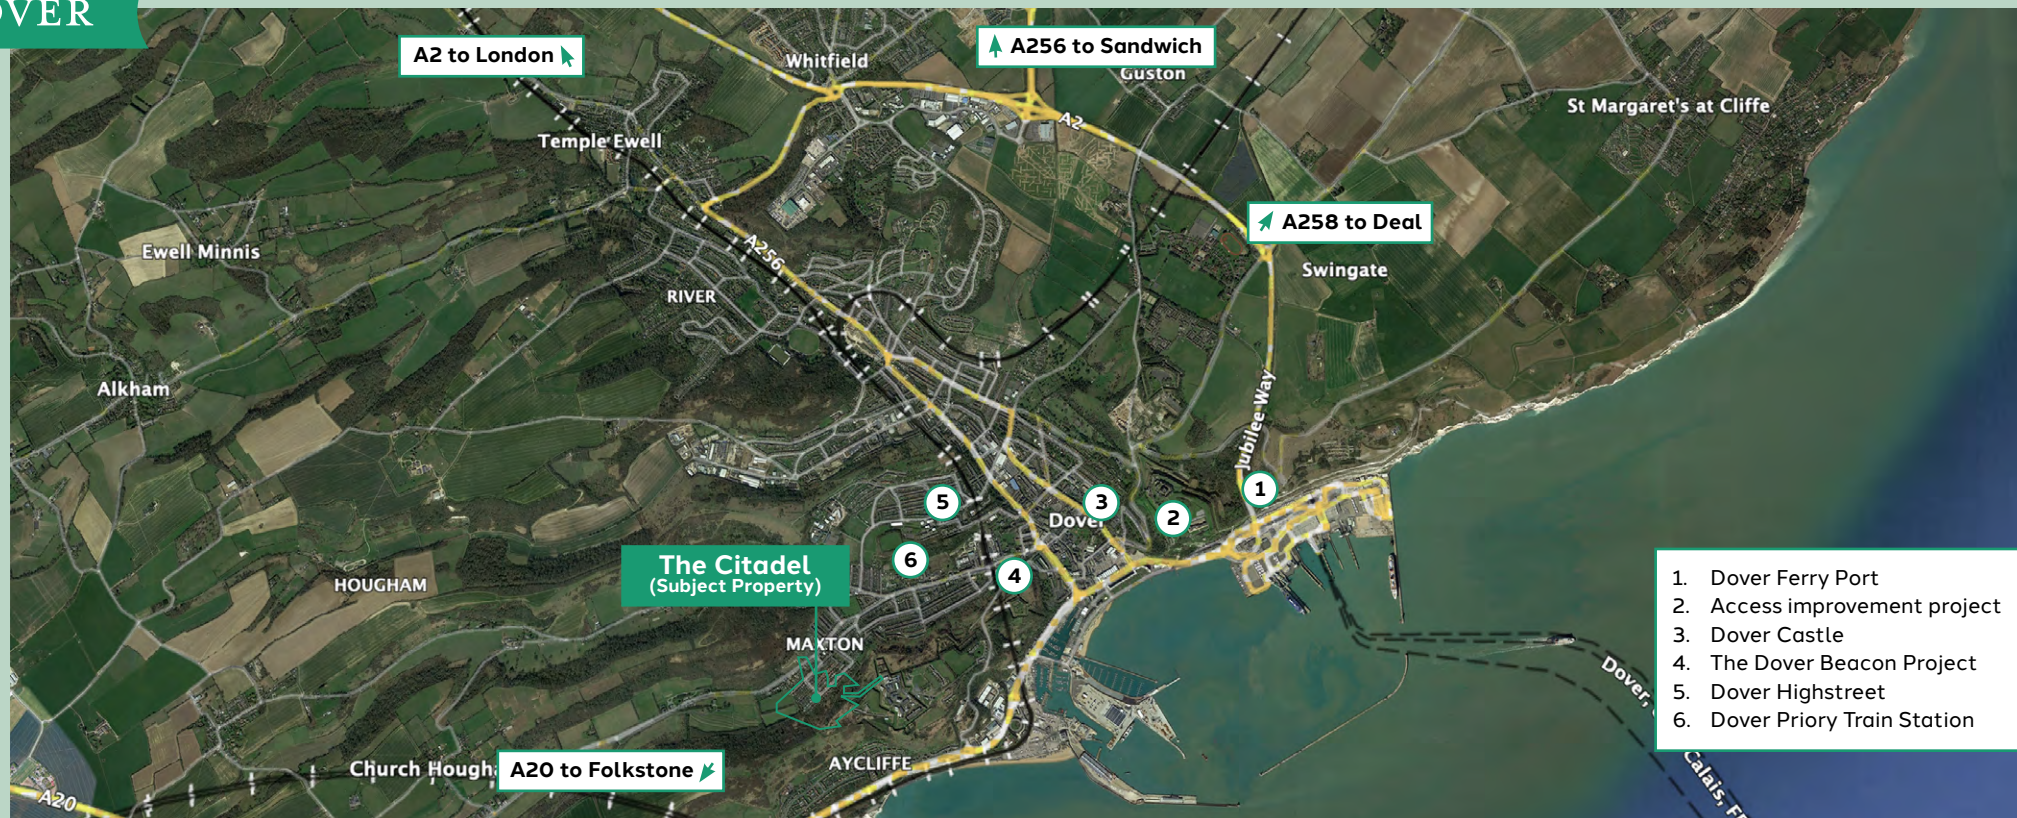 OVER
A2 to London
Whitfield
A256 to Sandwich
Guston
St Margaret's at Cliffe
A2
Temple Ewell
A258 to Deal
Ewell Minnis
A256
Swingate
RIVER
Alkham
Jubilee Way
1
5
3
Dover
2
The Citadel
(Subject Property)
6
4
HOUGHAM
MAXTON
1. Dover Ferry Port
2. Access improvement project
3. Dover Castle
4. The Dover Beacon Project
5. Dover Highstreet
6. Dover Priory Train Station
Dover,
Calais, F
Church Hougha
A20 to Folkstone
AYCLIFFE
A20